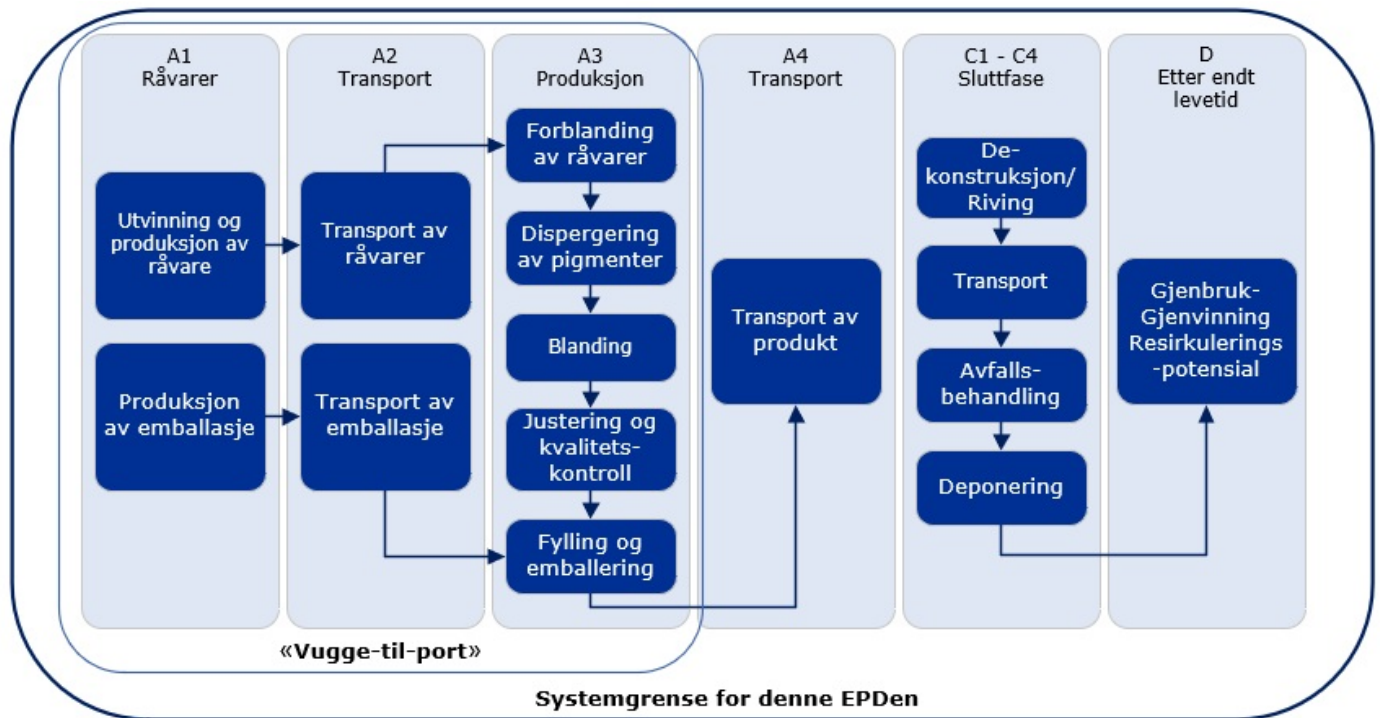 A1
Råvarer
A2
Transport
A3
Produksjon
A4
Transport
C1 - C4
Sluttfase
D
Etter endt
levetid
Utvinning og
produksjon av
råvare
Produksjon
av emballasje
Transport av
råvarer
Transport av
emballasje
Forblanding
av råvarer
Dispergering
av pigmenter
Blanding
Justering og
kvalitets-
kontroll
Fylling og
emballering
Transport av
produkt
De-
konstruksjon/
Riving
Transport
Avfalls-
behandling
Deponering
Gjenbruk-
Gjenvinning
Resirkulerings
-potensial
«Vugge-til-port»
Systemgrense for denne EPDen